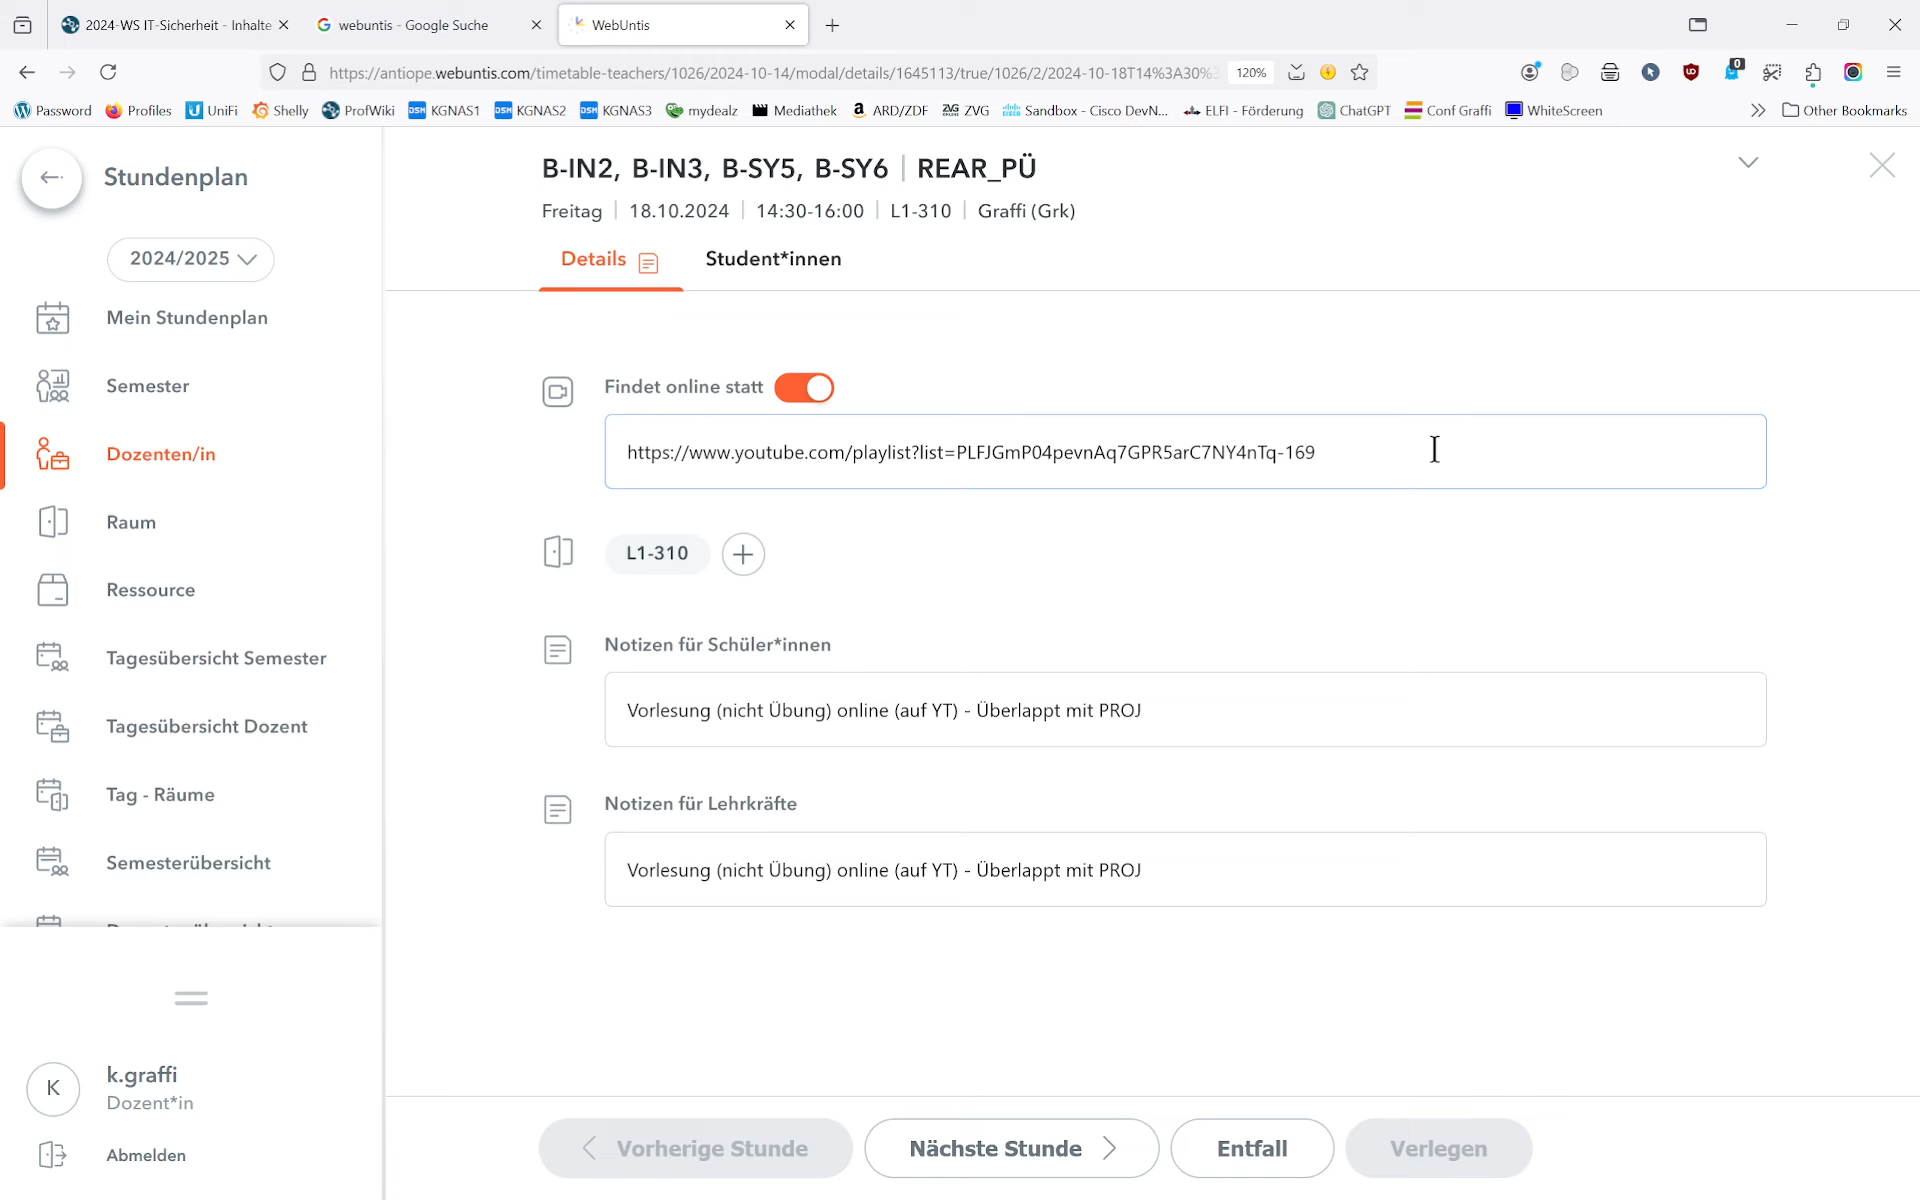 2024-WS IT-Sicherheit - Inhalte
webuntis - Google Suche
WebUntis
https://antiope.webuntis.com/timetable-teachers/1026/2024-10-14/modal/details/1645113/true/1026/2/2024-10-18T14%3A30%3
120%
0
Password
Profiles
UniFi
Shelly
ProfWiki
KGNAS1
KGNAS2
KGNAS3
mydealz
Mediathek
ARD/ZDF
ZVG
Sandbox - Cisco DevN...
ELFI - Förderung
ChatGPT
Conf Graffi
WhiteScreen
Other Bookmarks
Stundenplan
2024/2025
Mein Stundenplan
Semester
Dozenten/in
Raum
Ressource
Tagesübersicht Semester
Tagesübersicht Dozent
Tag - Räume
Semesterübersicht
K
k.graffi
Dozent*in
Abmelden
B-IN2, B-IN3, B-SY5, B-SY6 | REAR_PÜ
Freitag | 18.10.2024 | 14:30-16:00 | L1-310 | Graffi (Grk)
Details
Student*innen
Findet online statt
https://www.youtube.com/playlist?list=PLFJGmP04pevnAq7GPR5arC7NY4nTq-169
L1-310
Notizen für Schüler*innen
Vorlesung (nicht Übung) online (auf YT) - Überlappt mit PROJ
Notizen für Lehrkräfte
Vorlesung (nicht Übung) online (auf YT) - Überlappt mit PROJ
Vorherige Stunde
Nächste Stunde
Entfall
Verlegen